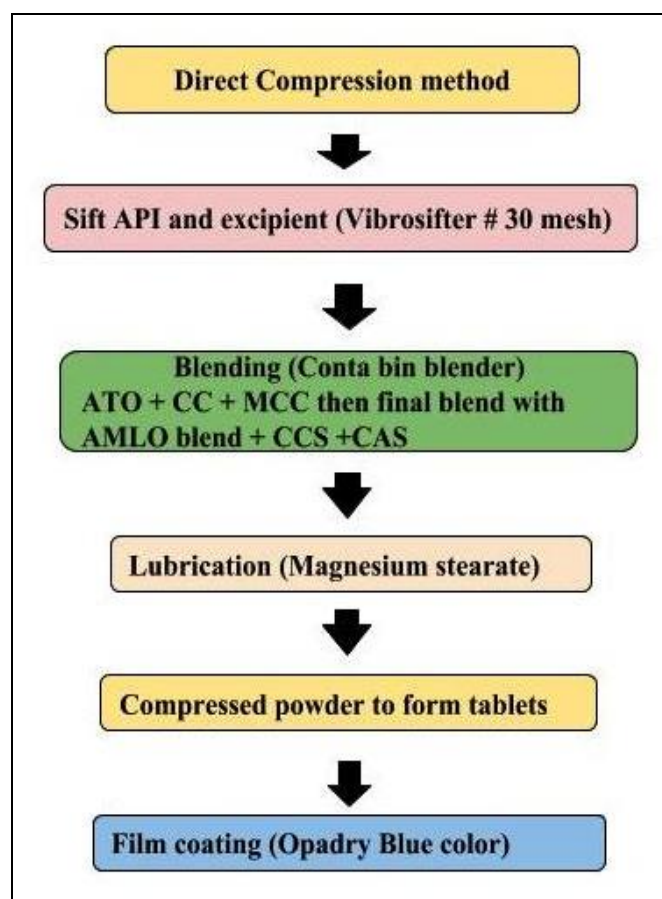 Direct Compression method
Sift API and excipient (Vibrosifter # 30 mesh)
Blending (Conta bin blender)
ATO + CC + MCC then final blend with
AMLO blend + CCS +CAS
Lubrication (Magnesium stearate)
Compressed powder to form tablets
Film coating (Opadry Blue color)